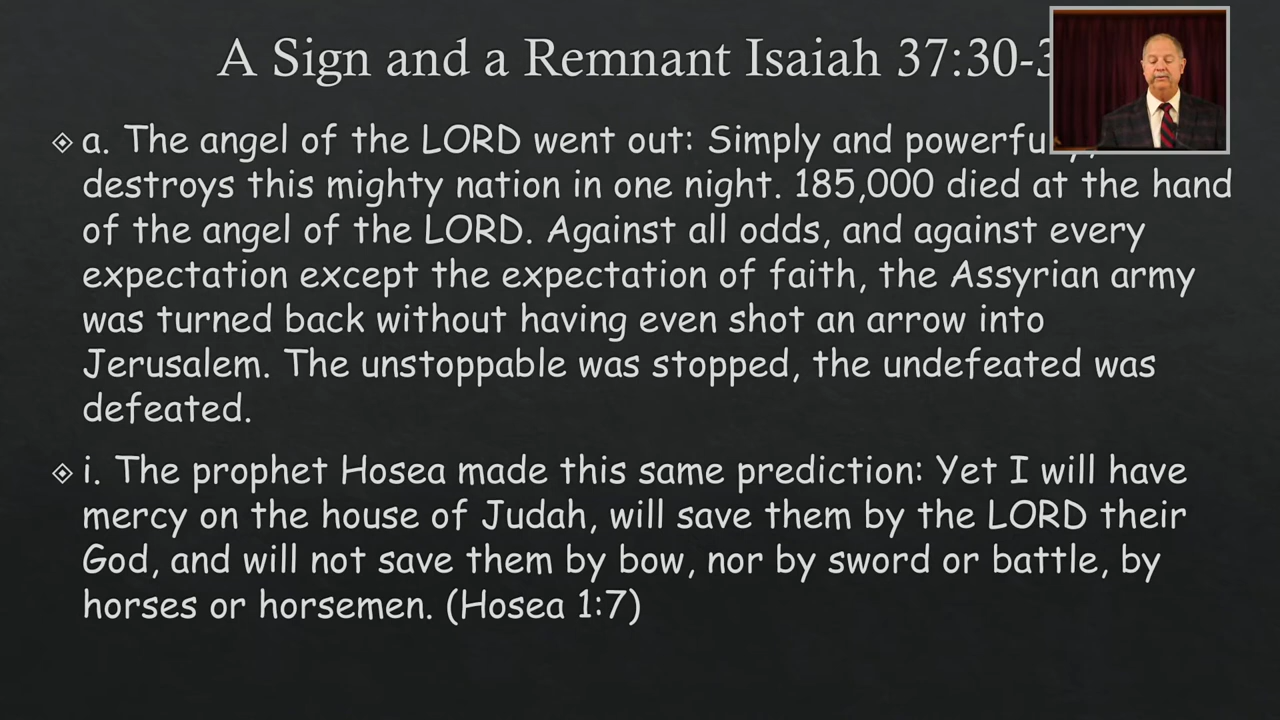 A Sign and a Remnant Isaiah 37:30-3
a. The angel of the LORD went out: Simply and
destroys this mighty nation in one night. 185,000 died at the hand
of the angel of the LORD. Against all odds, and against every
expectation except the expectation of faith, the Assyrian army
was turned back without having even shot an arrow into
Jerusalem. The unstoppable was stopped, the undefeated was
defeated.
i. The prophet Hosea made this same prediction: Yet I will have
mercy on the house of Judah, will save them by the LORD their
God, and will not save them by bow, nor by sword or battle, by
horses or horsemen. (Hosea 1:7)